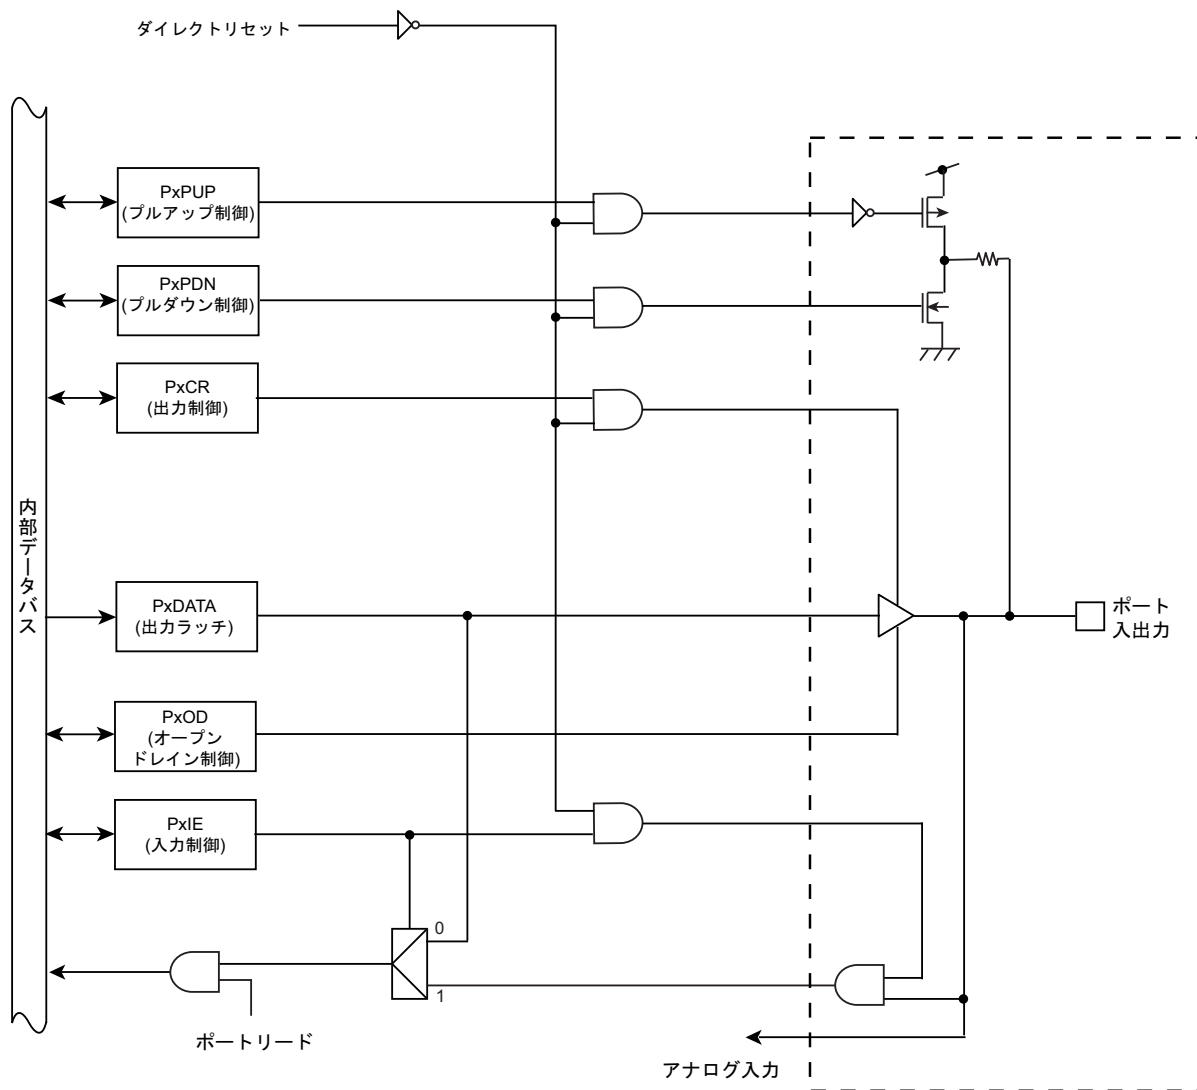 ダイレクトリセット
PxPUP
(プルアップ制御)
PxPDN
(プルダウン制御)
PxCR
(出力制御)
内部データバス
PxDATA
(出力ラッチ)
ポート
入出力
PxOD
(オープン
ドレイン制御)
PxIE
(入力制御)
0
1
ポートリード
アナログ入力